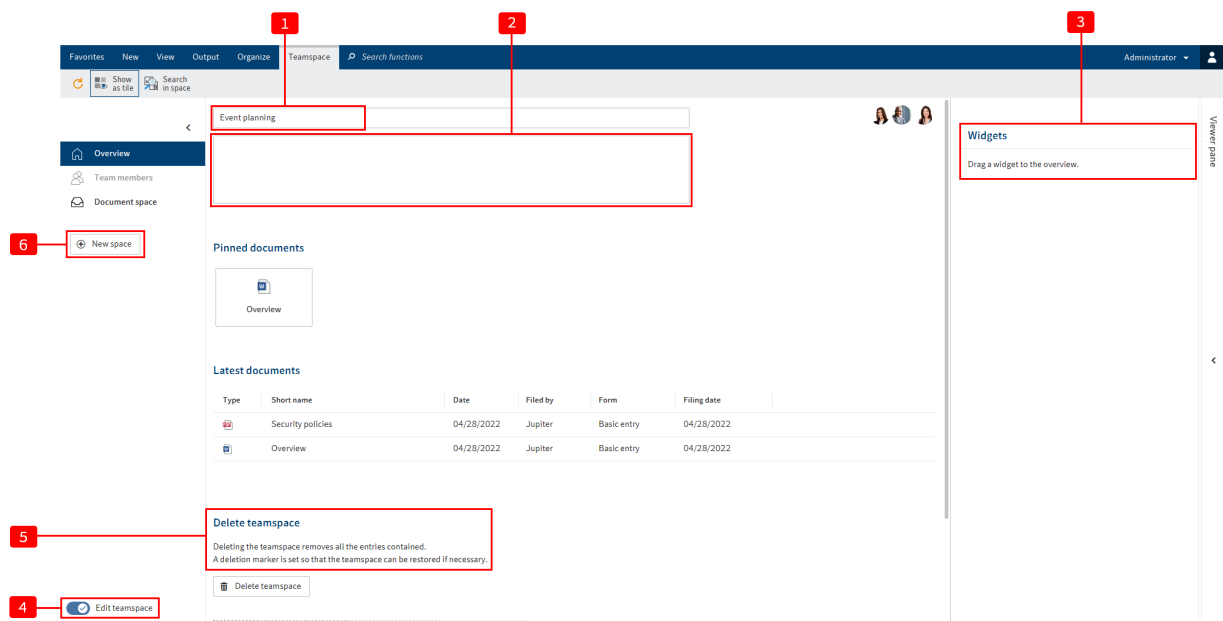 1
2
3
Favorites New View Output Organize Teamspace Search functions Administrator
Show as tile
Search in space
Event planning
Overview
Team members
Document space
6
New space
Widgets
Drag a widget to the overview.
Viewer pane
Pinned documents
Overview
Latest documents
Type Short name Date Filed by Form Filing date
Security policies 04/28/2022 Jupiter Basic entry 04/28/2022
Overview 04/28/2022 Jupiter Basic entry 04/28/2022
5
Delete teamspace
Deleting the teamspace removes all the entries contained.
A deletion marker is set so that the teamspace can be restored if necessary.
Delete teamspace
4
Edit teamspace